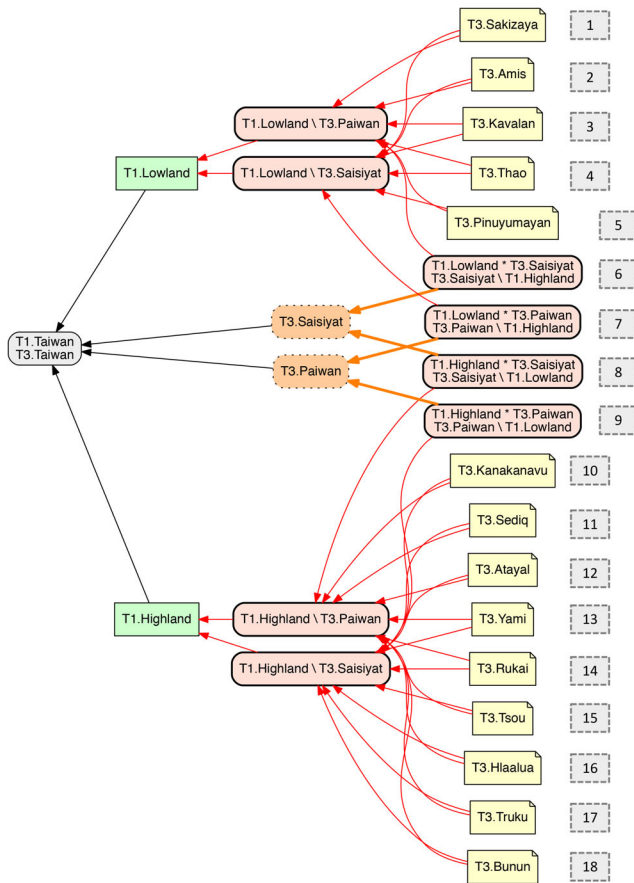 T3.Sakizaya
1
T3.Amis
2
T1.Lowland \ T3.Paiwan
T3.Kavalan
3
T1.Lowland
T1.Lowland \ T3.Saisiyat
T3.Thao
4
T3.Pinuyumayan
5
T1.Lowland * T3.Saisiyat
T3.Saisiyat \ T1.Highland
6
T3.Saisiyat
T1.Lowland * T3.Paiwan
T3.Paiwan \ T1.Highland
7
T1.Taiwan
T3.Taiwan
T3.Paiwan
T1.Highland * T3.Saisiyat
T3.Saisiyat \ T1.Lowland
8
T1.Highland * T3.Paiwan
T3.Paiwan \ T1.Lowland
9
T3.Kanakanavu
10
T3.Sediq
11
T3.Atayal
12
T1.Highland
T1.Highland \ T3.Paiwan
T3.Yami
13
T1.Highland \ T3.Saisiyat
T3.Rukai
14
T3.Tsou
15
T3.Hlaalua
16
T3.Truku
17
T3.Bunun
18